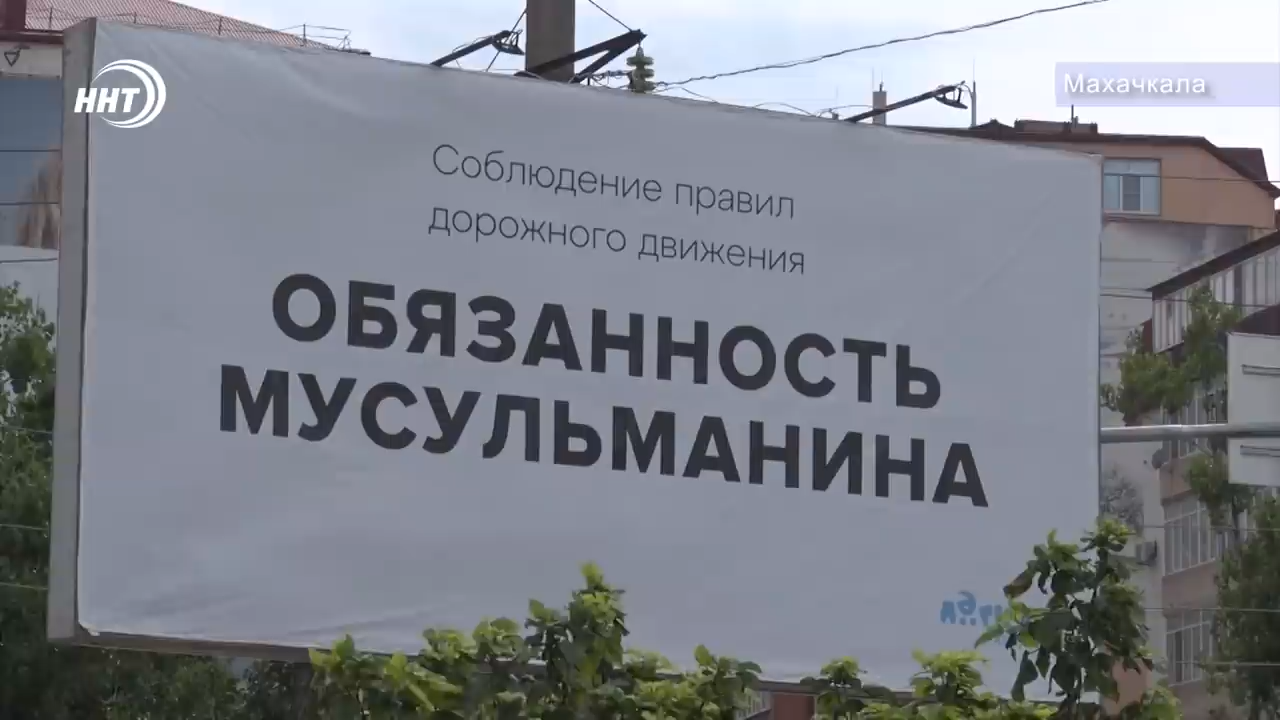 ННТ
Махачкала
Соблюдение правил
дорожного движения
ОБЯЗАННОСТЬ
МУСУЛЬМАНИНА